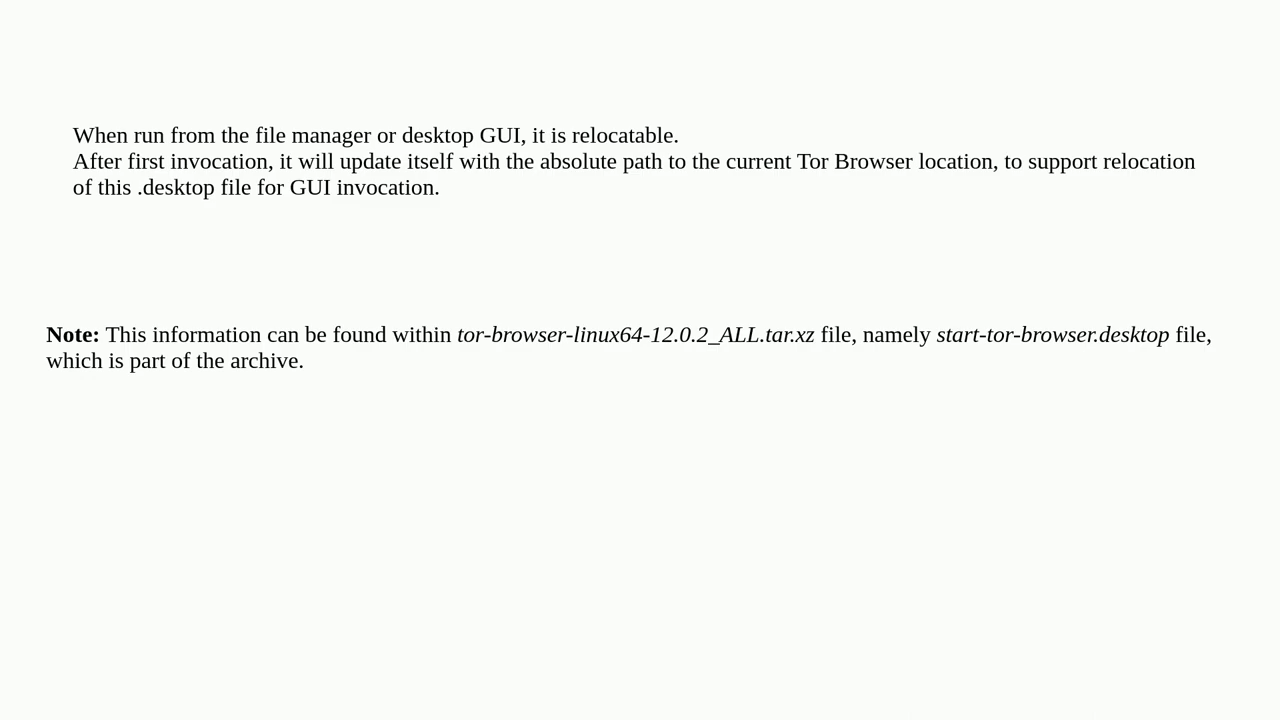 When run from the file manager or desktop GUI, it is relocatable.
After first invocation, it will update itself with the absolute path to the current Tor Browser location, to support relocation
of this .desktop file for GUI invocation.
Note: This information can be found within tor-browser-linux64-12.0.2_ALL.tar.xz file, namely start-tor-browser.desktop file,
which is part of the archive.